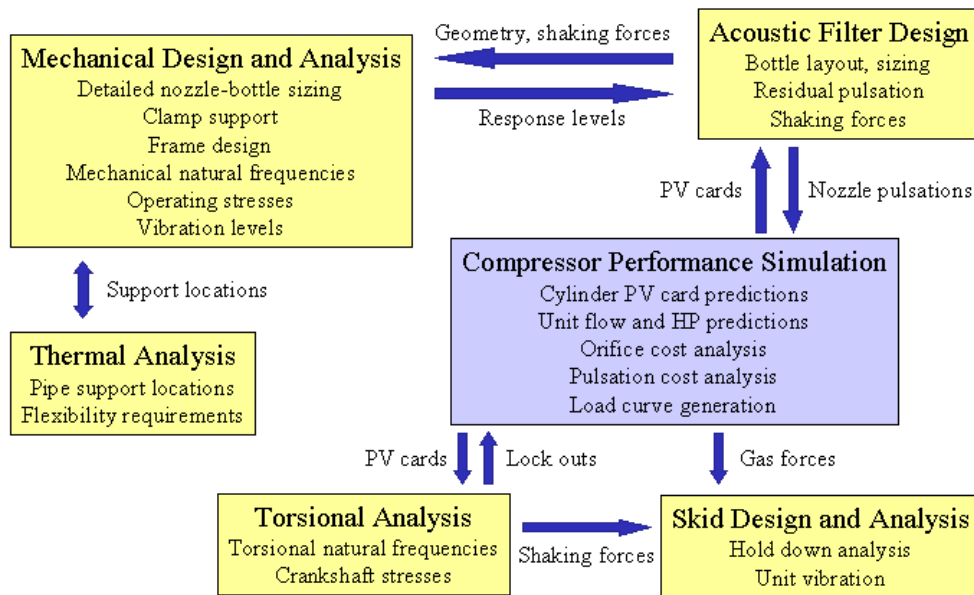 Mechanical Design and Analysis
Detailed nozzle-bottle sizing
Clamp support
Frame design
Mechanical natural frequencies
Operating stresses
Vibration levels
Geometry, shaking forces
Response levels
Acoustic Filter Design
Bottle layout, sizing
Residual pulsation
Shaking forces
PV cards
Nozzle pulsations
Support locations
Compressor Performance Simulation
Cylinder PV card predictions
Unit flow and HP predictions
Orifice cost analysis
Pulsation cost analysis
Load curve generation
Thermal Analysis
Pipe support locations
Flexibility requirements
PV cards
Lock outs
Gas forces
Torsional Analysis
Torsional natural frequencies
Crankshaft stresses
Shaking forces
Skid Design and Analysis
Hold down analysis
Unit vibration